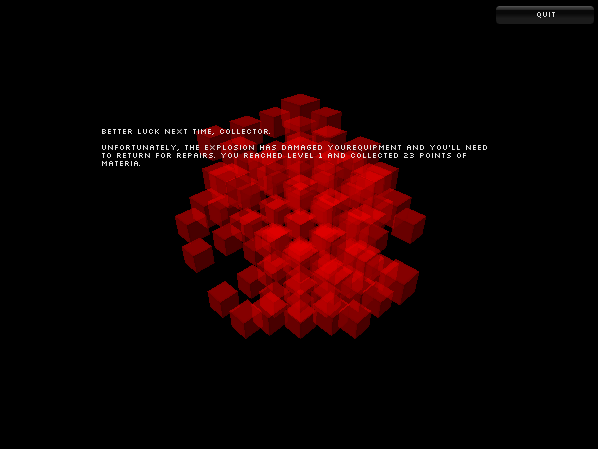 QUIT
BETTER LUCK NEXT TIME, COLLECTOR.
UNFORTUNATELY, THE EXPLOSION HAS DAMAGED YOUREQUIPMENT AND YOU'LL NEED
TO RETURN FOR REPAIRS. YOU REACHED LEVEL 1 AND COLLECTED 23 POINTS OF
MATERIA.